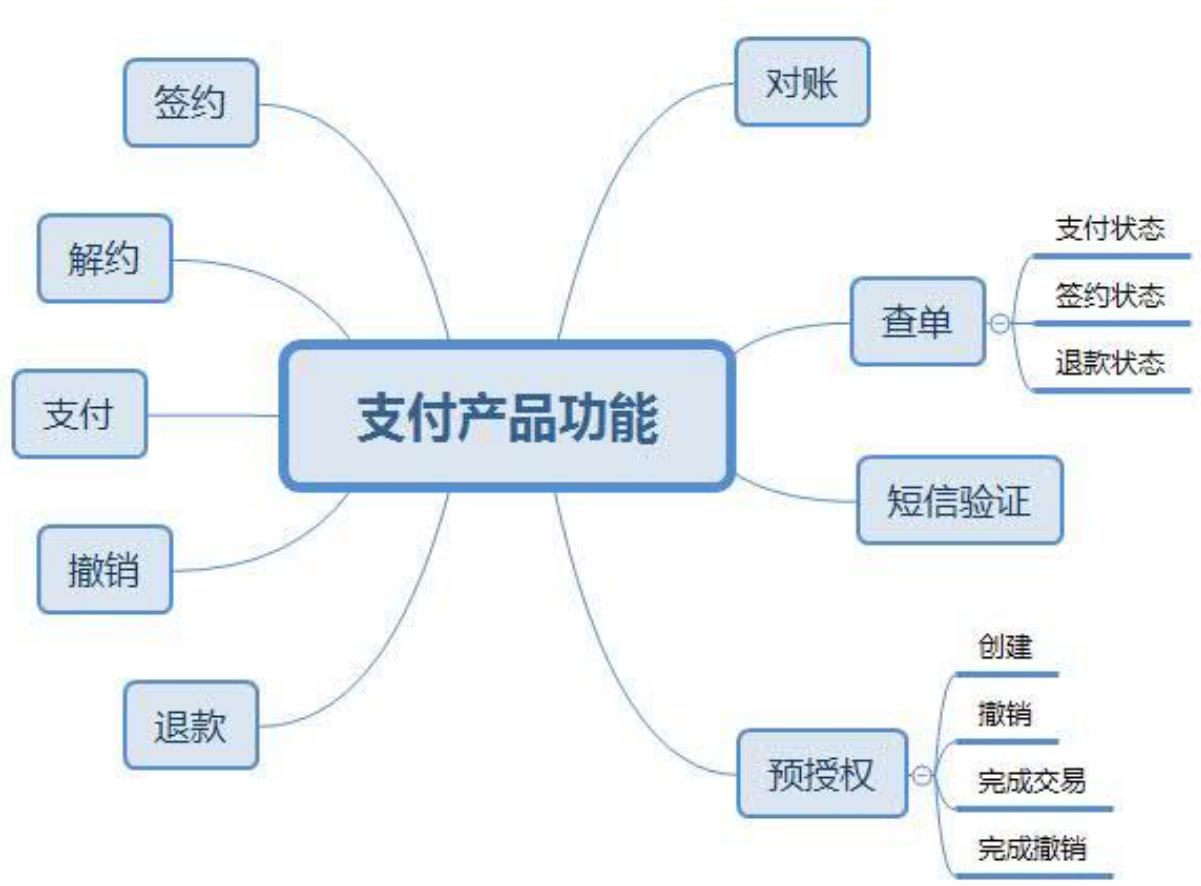 支付产品功能
签约
解约
支付
撤销
退款
对账
查单
支付状态
签约状态
退款状态
短信验证
预授权
创建
撤销
完成交易
完成撤销